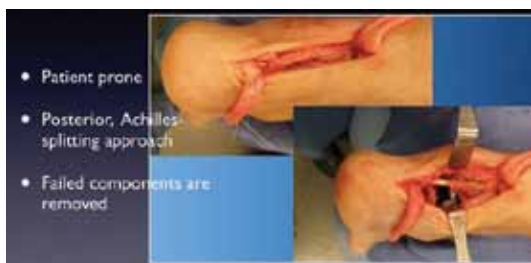 • Patient prone
• Posterior, Achilles-
splitting approach
• Failed components are
removed